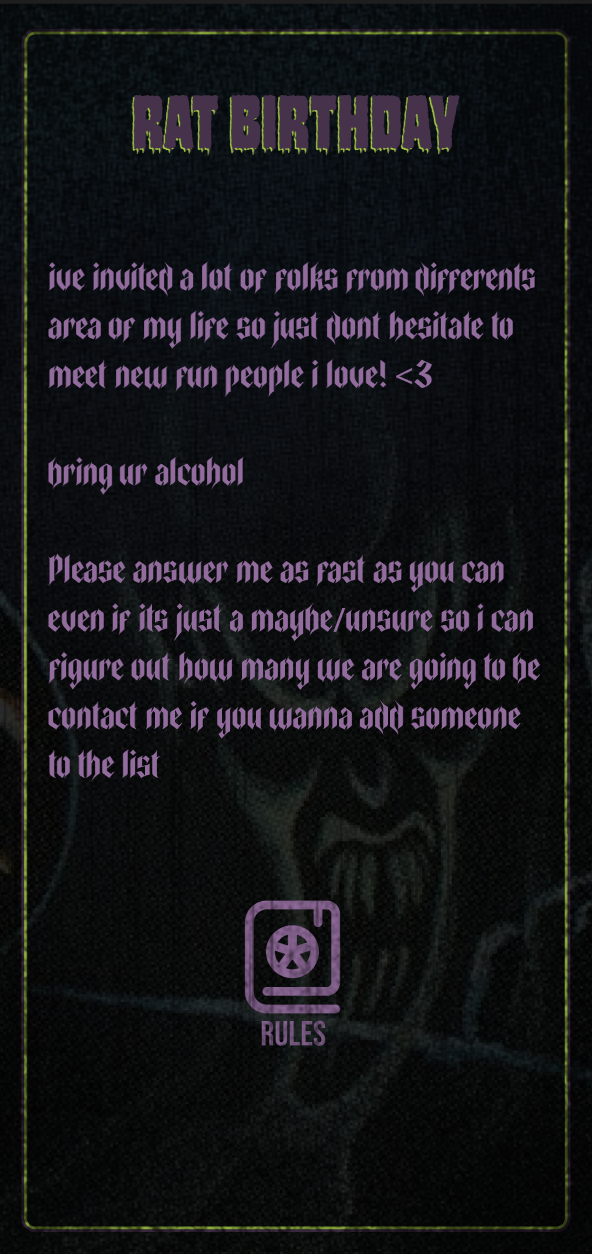 RAT BIRTHDAY
ive invited a lot of folks from differents
area of my life so just dont hesitate to
meet new fun people i love! <3
bring ur alcohol
Please answer me as fast as you can
even if its just a maybe/unsure so i can
figure out how many we are going to be
contact me if you wanna add someone
to the list
RULES